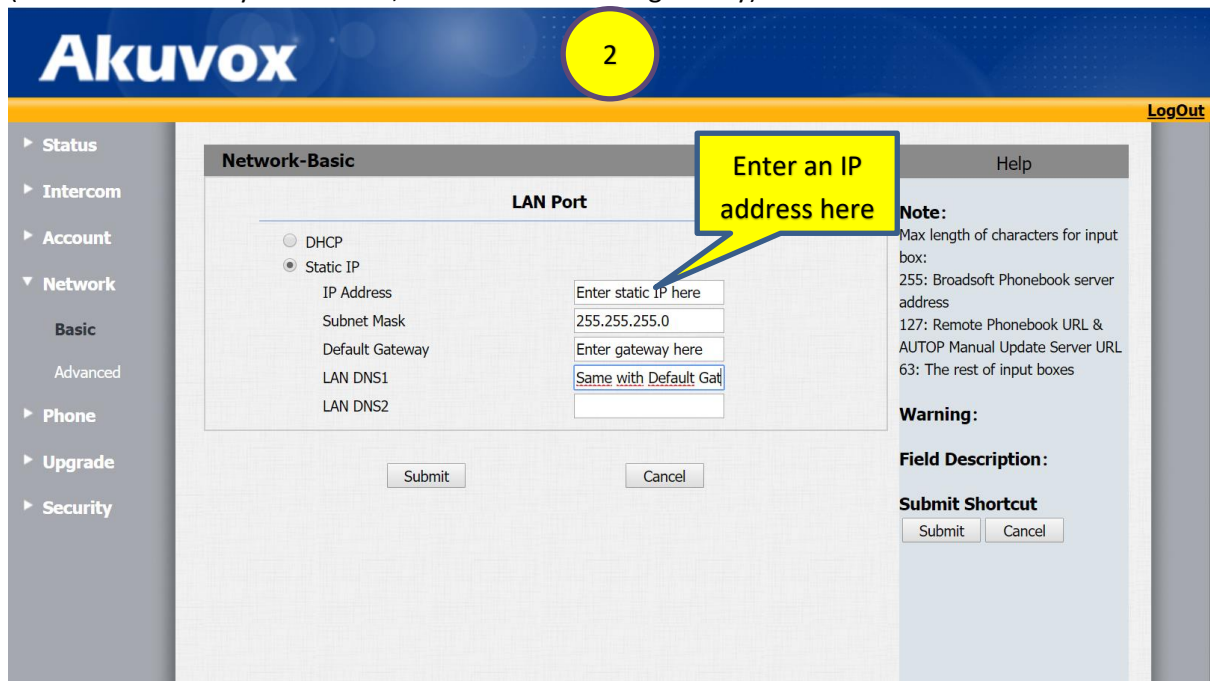 Akuvox
2
LogOut
Status
Intercom
Account
Network
Basic
Advanced
Phone
Upgrade
Security
Network-Basic
LAN Port
DHCP
Static IP
IP Address
Enter static IP here
Subnet Mask
255.255.255.0
Default Gateway
Enter gateway here
LAN DNS1
Same with Default Gat
LAN DNS2
Submit
Cancel
Enter an IP
address here
Help
Note:
Max length of characters for input
box:
255: Broadsoft Phonebook server
address
127: Remote Phonebook URL &
AUTOP Manual Update Server URL
63: The rest of input boxes
Warning:
Field Description:
Submit Shortcut
Submit
Cancel